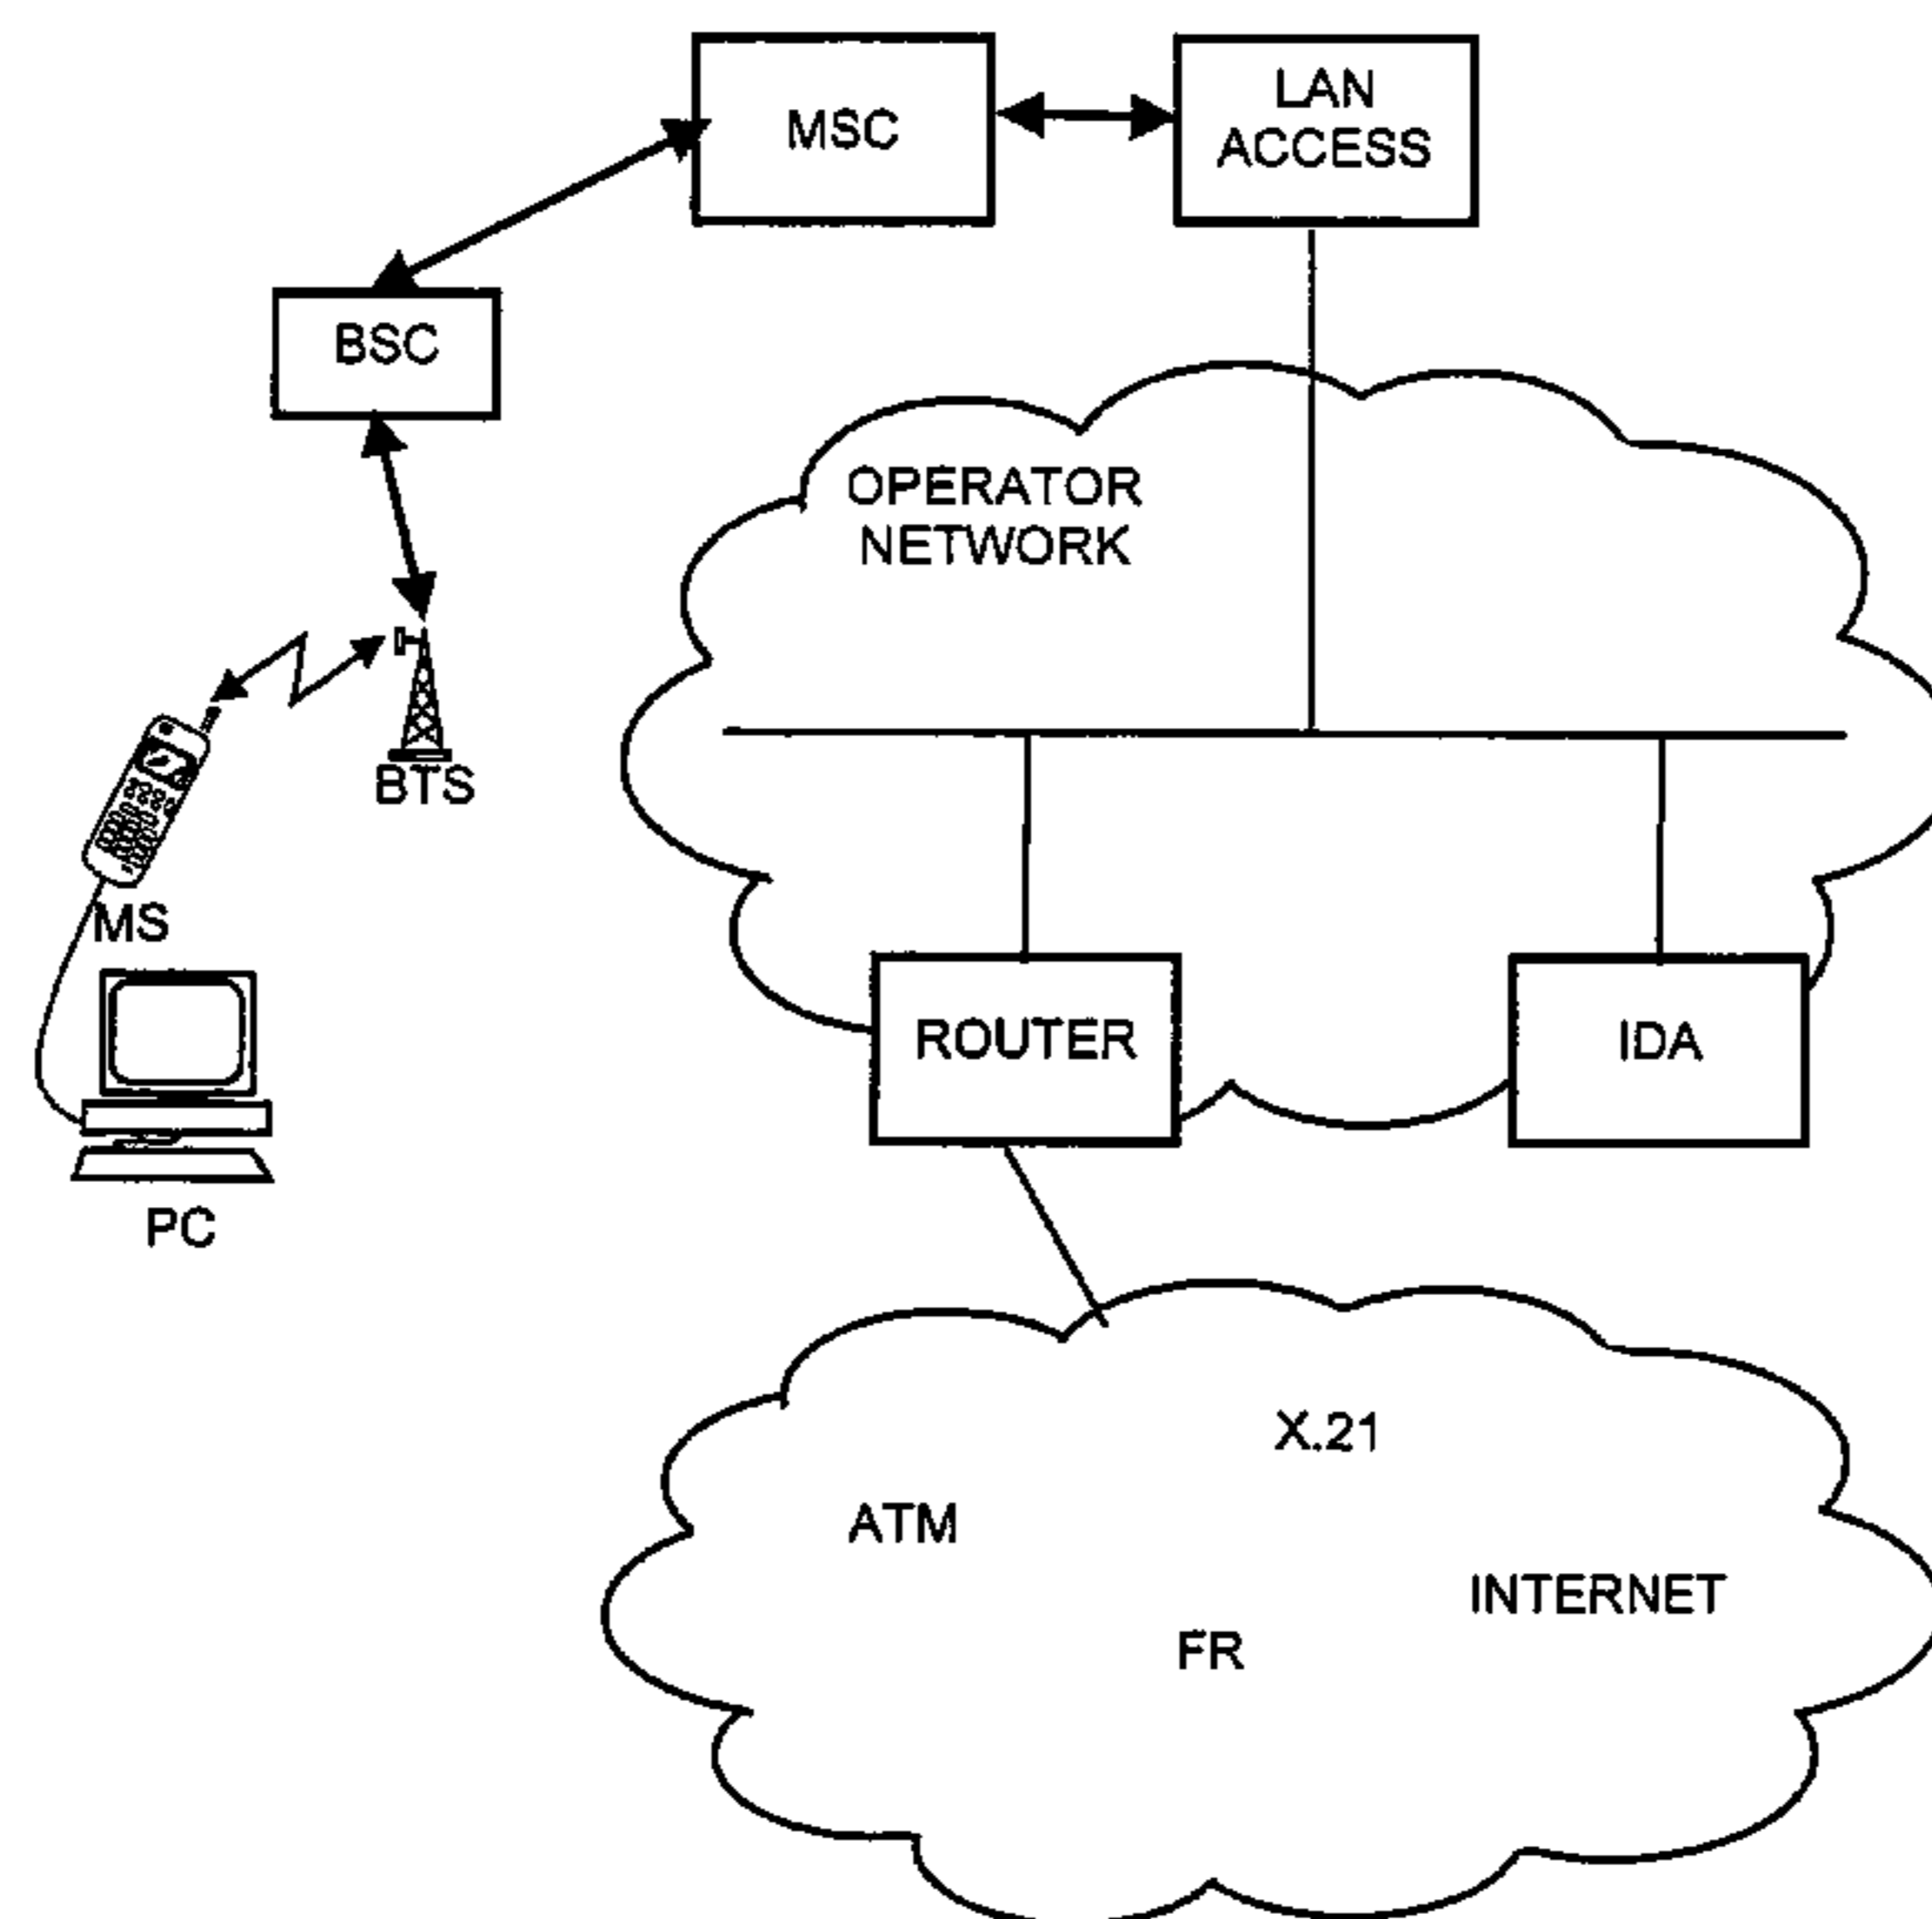 MSC
LAN
ACCESS
BSC
OPERATOR
NETWORK
BTS
MS
ROUTER
IDA
PC
X.21
ATM
INTERNET
FR